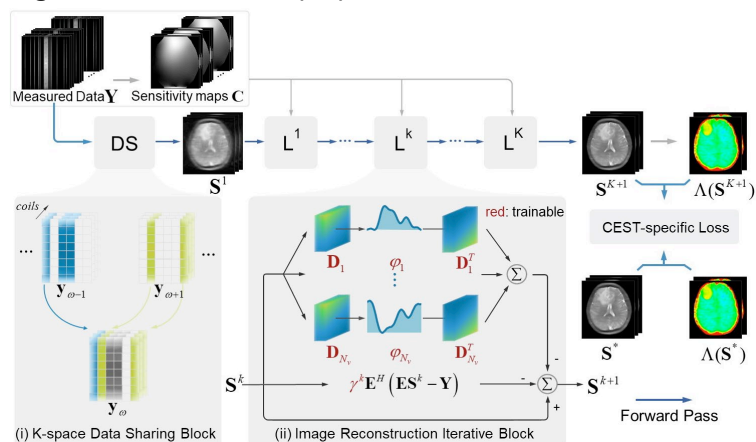 Measured Data Y
Sensitivity maps C
DS
S^1
L^1
...
L^k
...
L^K
S^{K+1}
Λ(S^{K+1})
CEST-specific Loss
S^*
Λ(S^*)
Forward Pass
coils
...
...
y_{ω-1}
y_{ω+1}
y_ω
(i) K-space Data Sharing Block
red: trainable
D_1
φ_1
D_1^T
Σ
D_{N_v}
φ_{N_v}
D_{N_v}^T
S^k
γ^k E^H (ES^k - Y)
-
-
Σ
+
S^{k+1}
(ii) Image Reconstruction Iterative Block